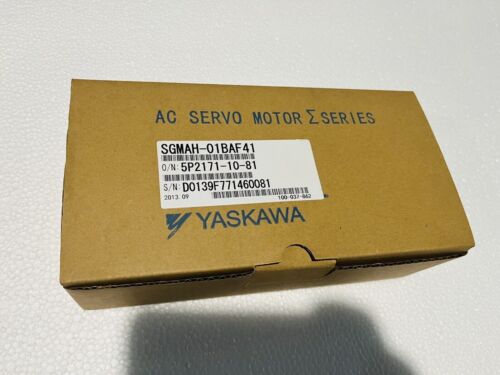 AC SERVO MOTOR Σ SERIES
SGMAH-01BAF41
O/N: 5P2171-10-81
S/N: D0139F771460081
2013 09 100-037-862
YASKAWA